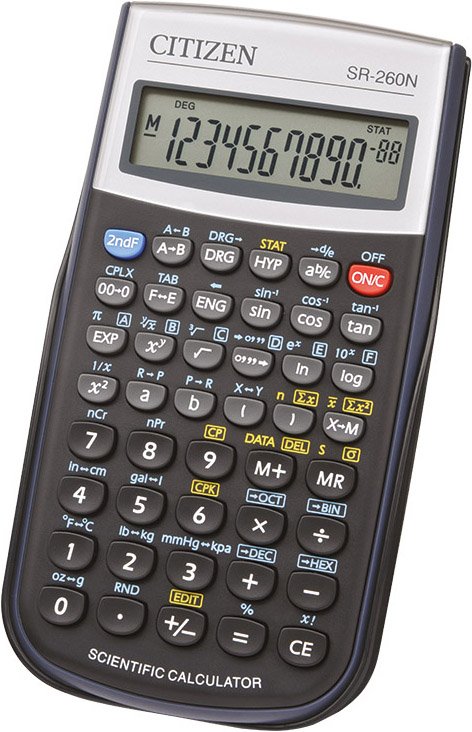 CITIZEN
SR-260N
DEG
STAT
M 1234567890. -88
A↔B DRG→ STAT →d/e OFF
2ndF A↔B DRG HYP ab/c ON/C
CPLX TAB ← sin⁻¹ cos⁻¹ tan⁻¹
00→0 F↔E ENG sin cos tan
π A ˣ√y B ³√ C →o''' D eˣ E 10ˣ F
EXP xʸ √ o'''→ ln log
1/x R→P P→R X↔Y n Σx x̄ Σx²
x² a b ( ) X→M
nCr nPr CP DATA DEL S σ
7 8 9 M+ MR
in↔cm gal↔l CPK →OCT →BIN
4 5 6 × ÷
°F↔°C lb↔kg mmHg↔kpa →DEC →HEX
1 2 3 + −
oz↔g RND EDIT % x!
0 · +/− = CE
SCIENTIFIC CALCULATOR